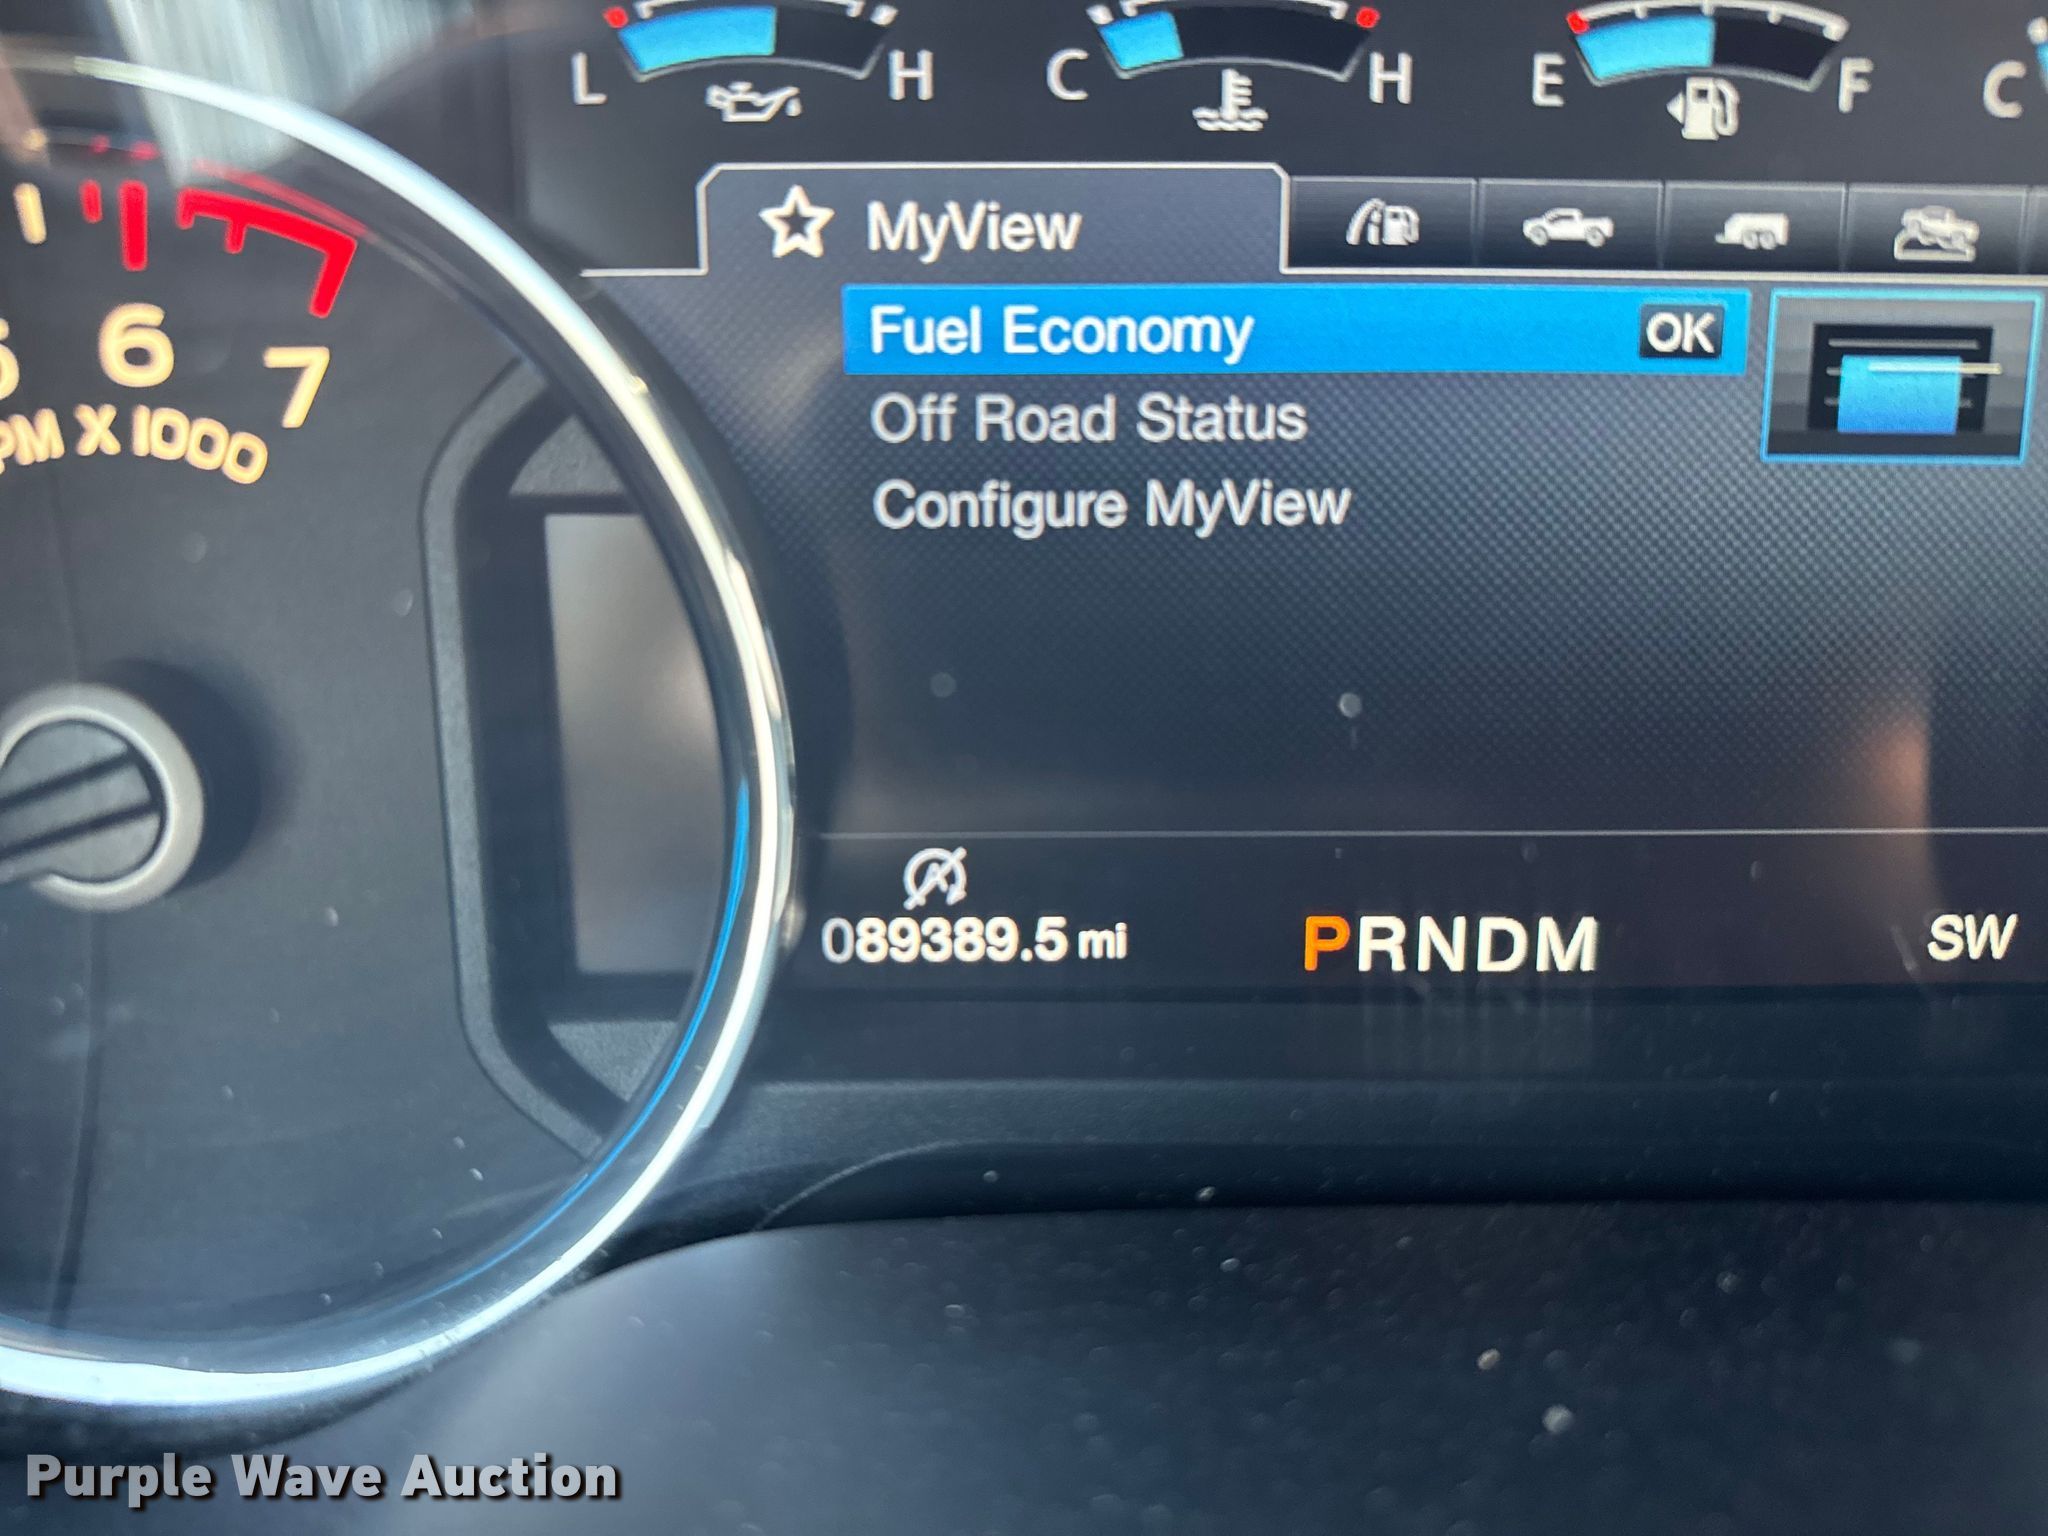 L H C H E F C
MyView
Fuel Economy OK
Off Road Status
Configure MyView
6 7
X 1000
089389.5 mi PRNDM SW
Purple Wave Auction